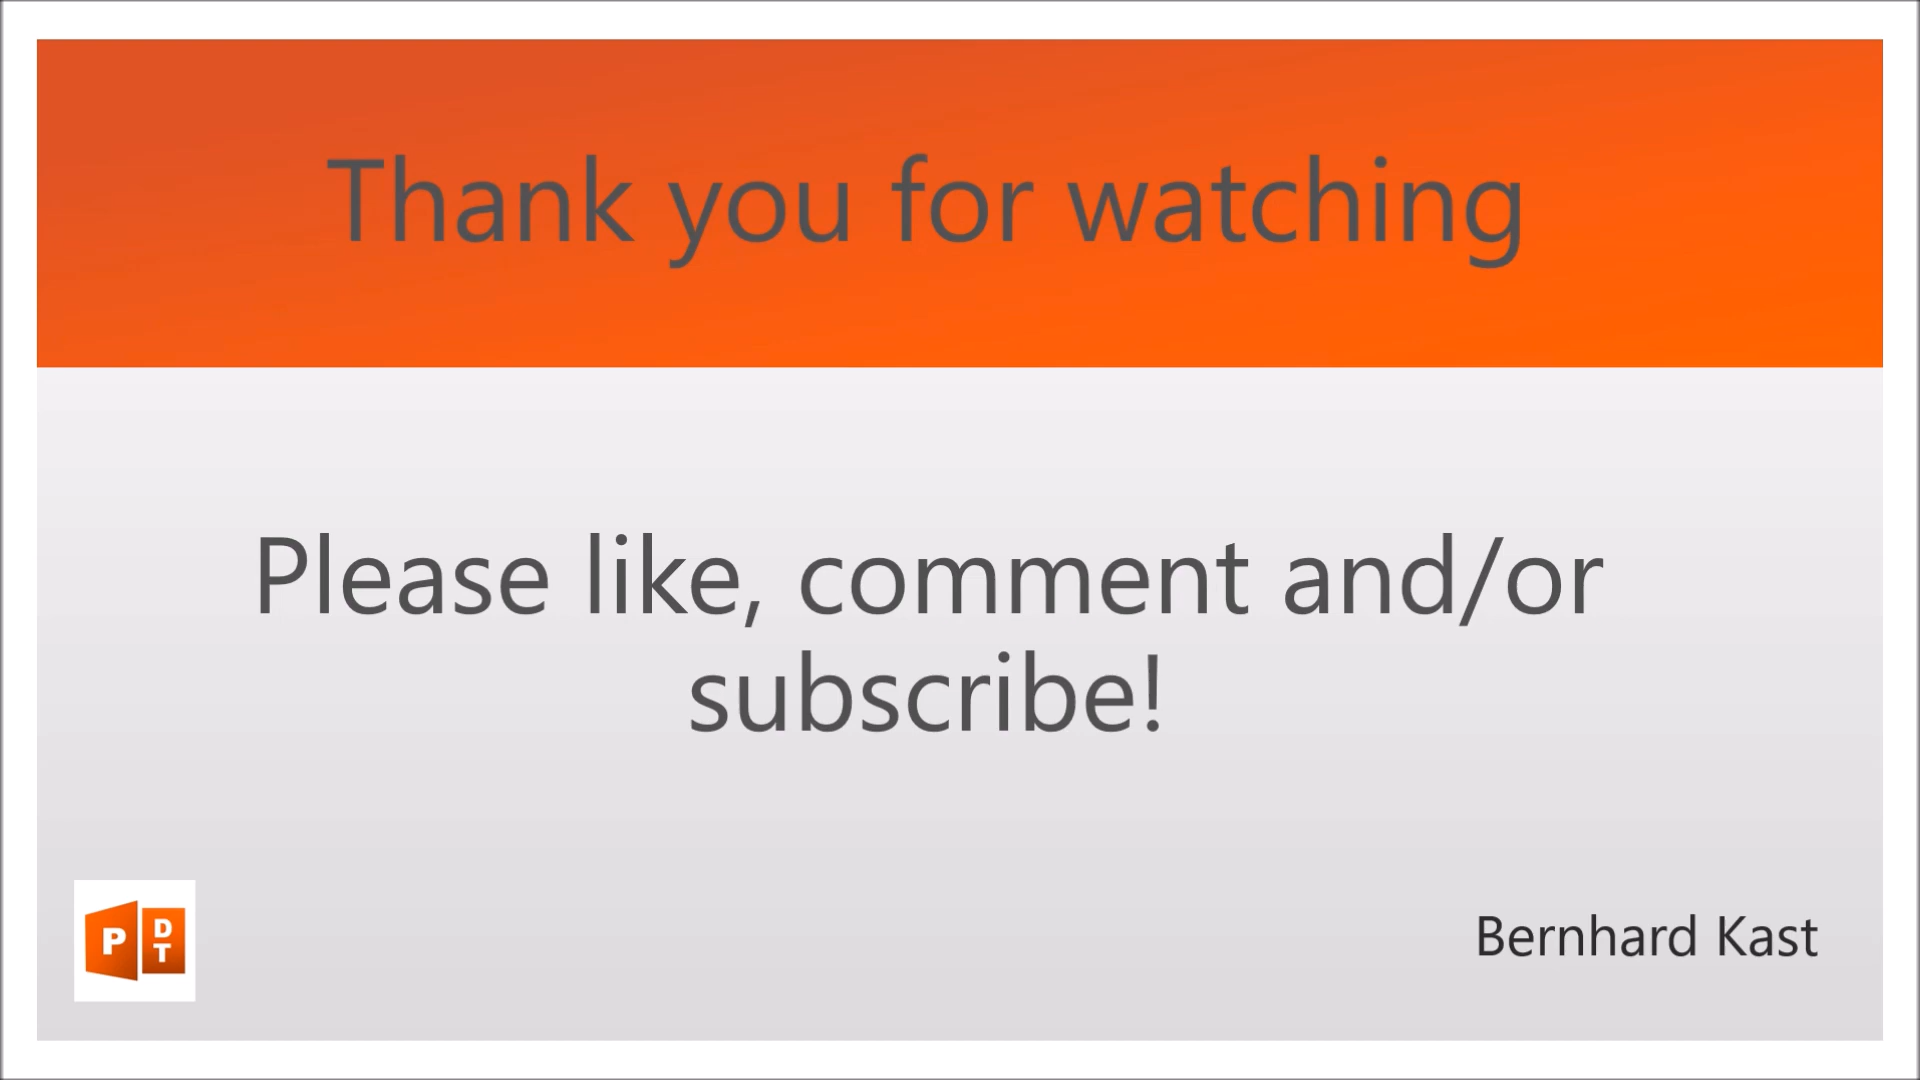 Thank you for watching
Please like, comment and/or
subscribe!
P
D
T
Bernhard Kast